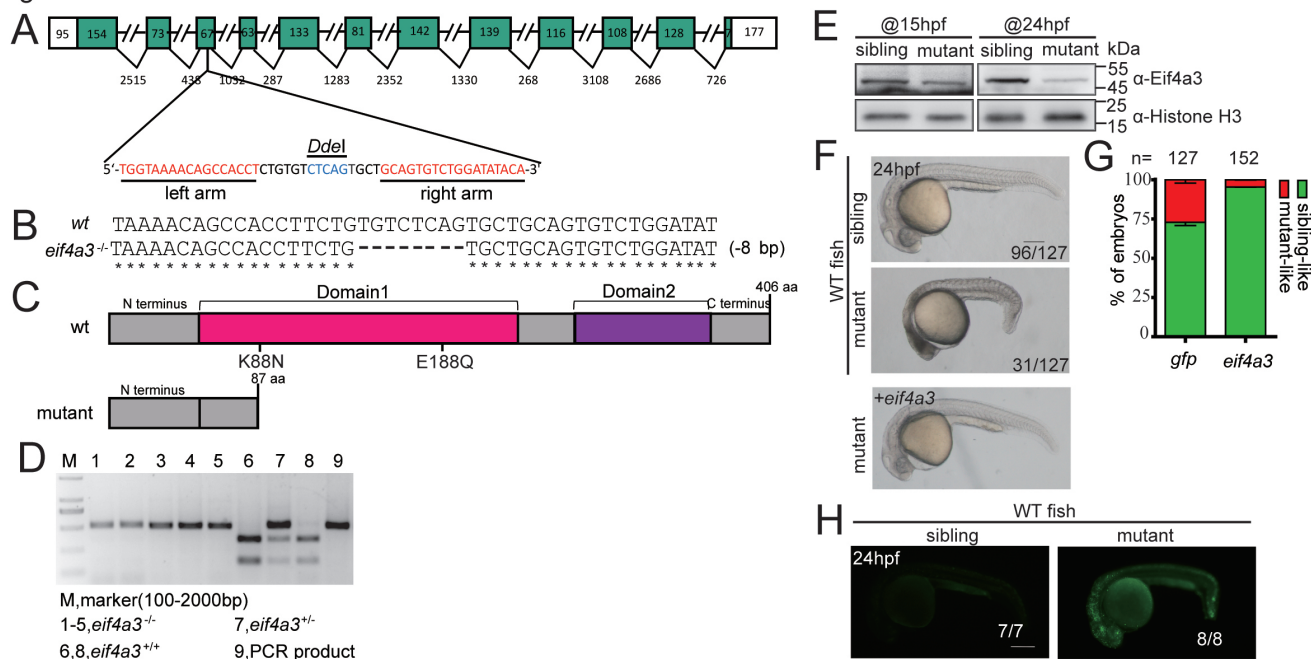 A
95 154 73 67 63 133 81 142 139 116 108 128 7 177
2515 438 1032 287 1283 2352 1330 268 3108 2686 726
DdeI
5'-TGGTAAAACAGCCACCTCTGTGTCTCAGTGCTGCAGTGTCTGGATATACA-3'
left arm right arm
B
wt TAAAACAGCCACCTTCTGTGTCTCAGTGCTGCAGTGTCTGGATAT
eif4a3-/- TAAAACAGCCACCTTCTG--------TGCTGCAGTGTCTGGATAT (-8 bp)
C
N terminus Domain1 Domain2 C terminus 406 aa
wt
K88N E188Q
87 aa
N terminus
mutant
D
M 1 2 3 4 5 6 7 8 9
M,marker(100-2000bp)
1-5,eif4a3-/- 7,eif4a3+/-
6,8,eif4a3+/+ 9,PCR product
E
@15hpf @24hpf
sibling mutant sibling mutant kDa
55
α-Eif4a3
45
25
α-Histone H3
15
F
WT fish
sibling
24hpf
96/127
mutant
31/127
mutant
+eif4a3
G
n= 127 152
% of embryos
100
75
50
25
0
gfp eif4a3
mutant-like
sibling-like
H
WT fish
sibling mutant
24hpf
7/7
8/8